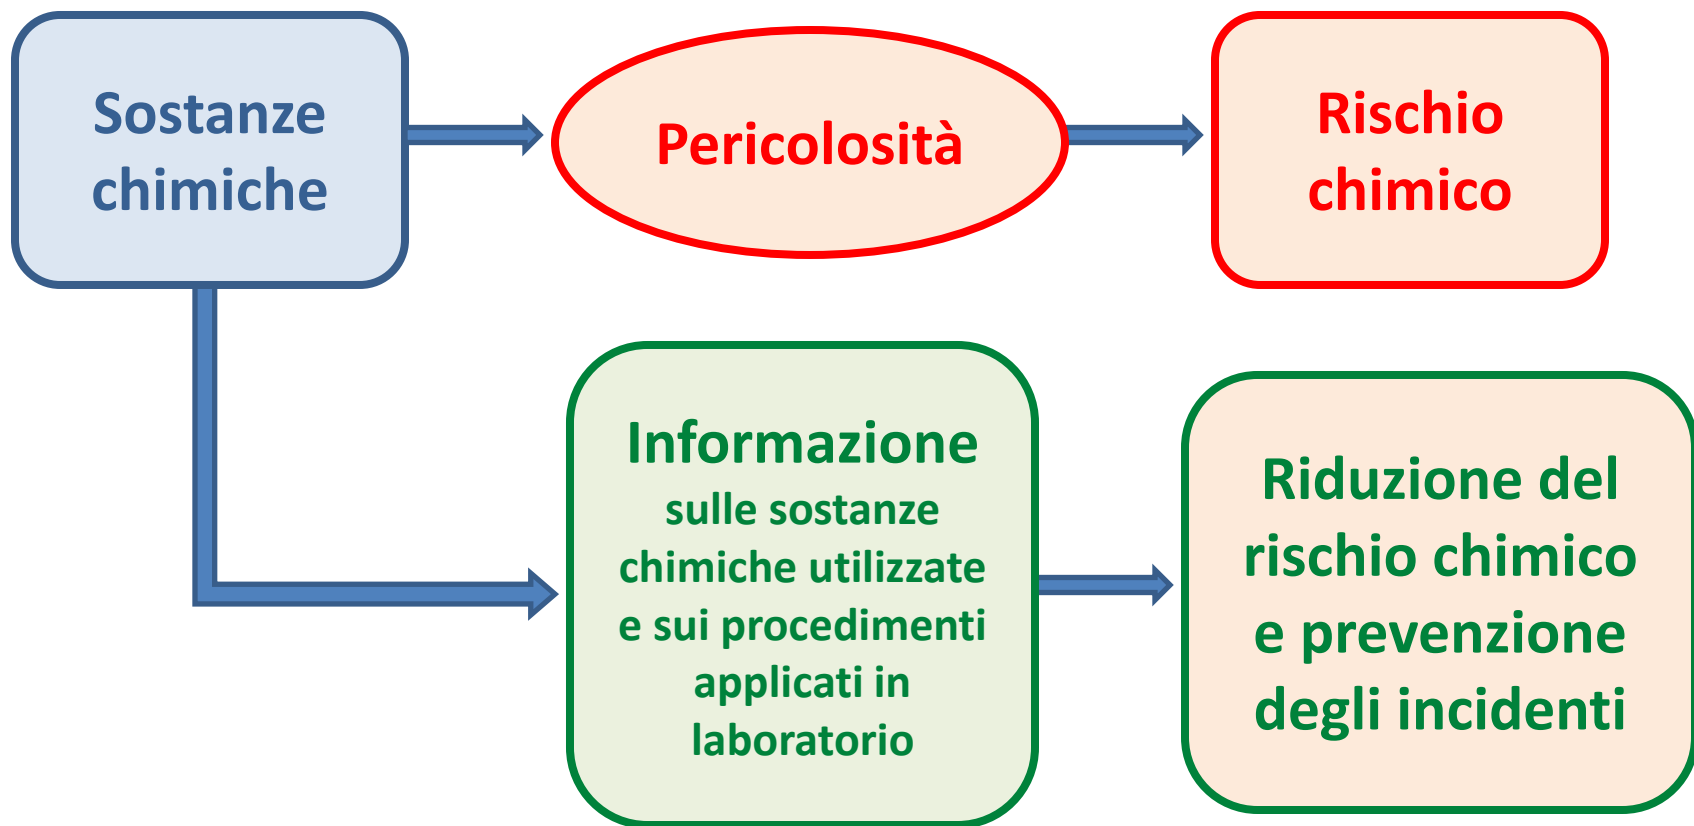 Sostanze
chimiche
Pericolosità
Rischio
chimico
Informazione
sulle sostanze
chimiche utilizzate
e sui procedimenti
applicati in
laboratorio
Riduzione del
rischio chimico
e prevenzione
degli incidenti